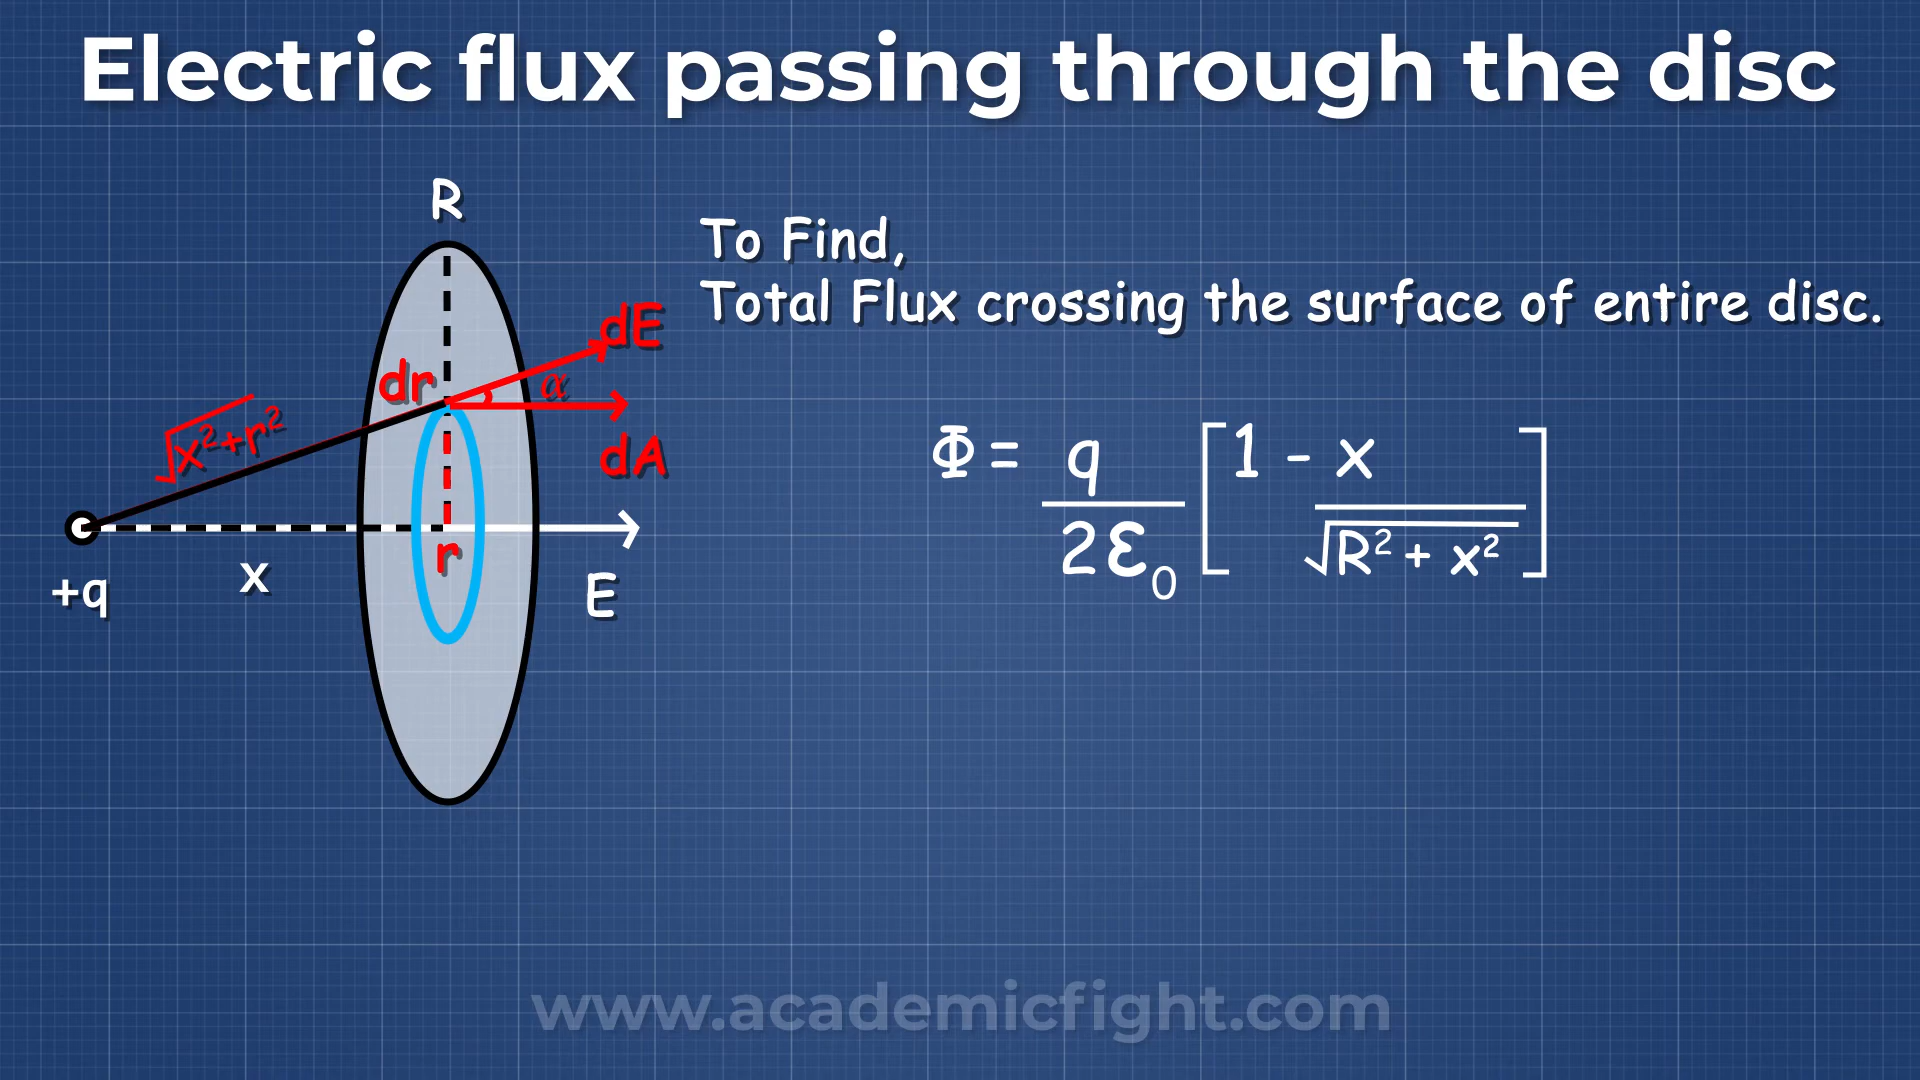 Electric flux passing through the disc
R
To Find,
Total Flux crossing the surface of entire disc.
dE
dr
α
√x²+r²
dA
Φ = q/2ε₀ [1 - x/√R² + x²]
r
x
+q
E
www.academicfight.com